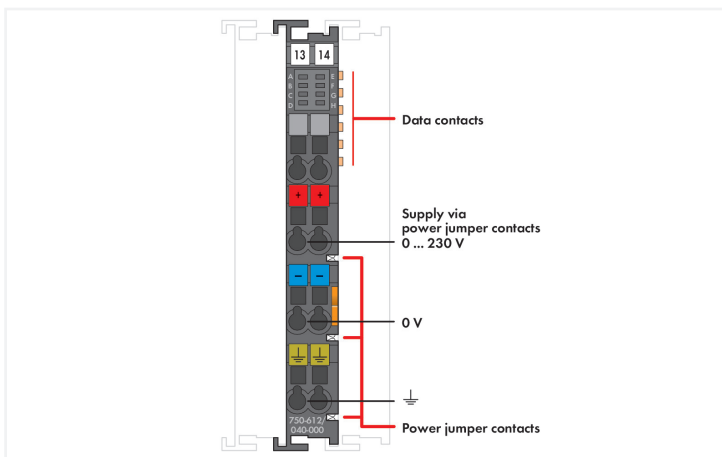 13 14
A E
B F
C G
D H
Data contacts
+ +
Supply via
power jumper contacts
0 ... 230 V
– –
0 V
750-612/
040-000
Power jumper contacts